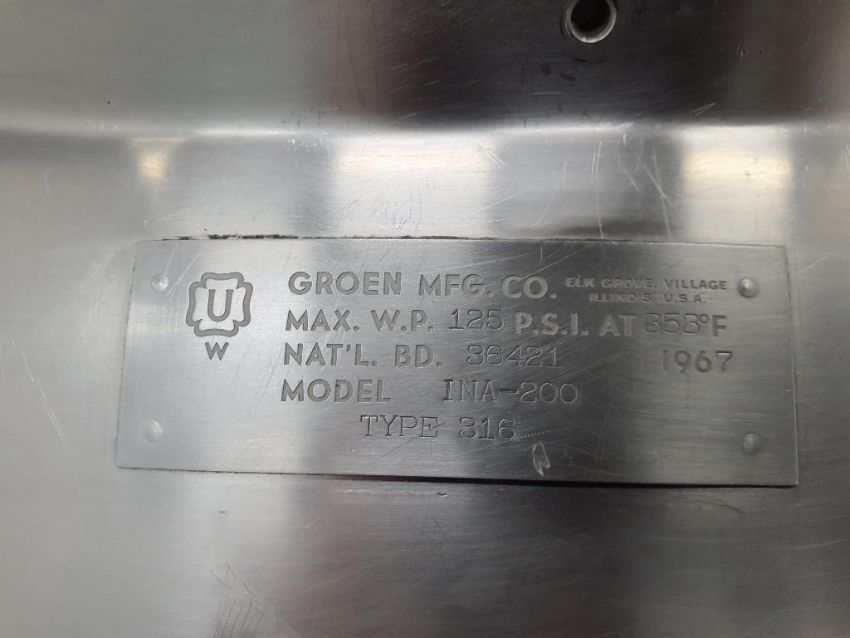 U
W
GROEN MFG. CO. ELK GROVE, VILLAGE
ILLINOIS, U.S.A.
MAX. W.P. 125 P.S.I. AT 353°F
NAT'L. BD. 36421 1967
MODEL INA-200
TYPE 316